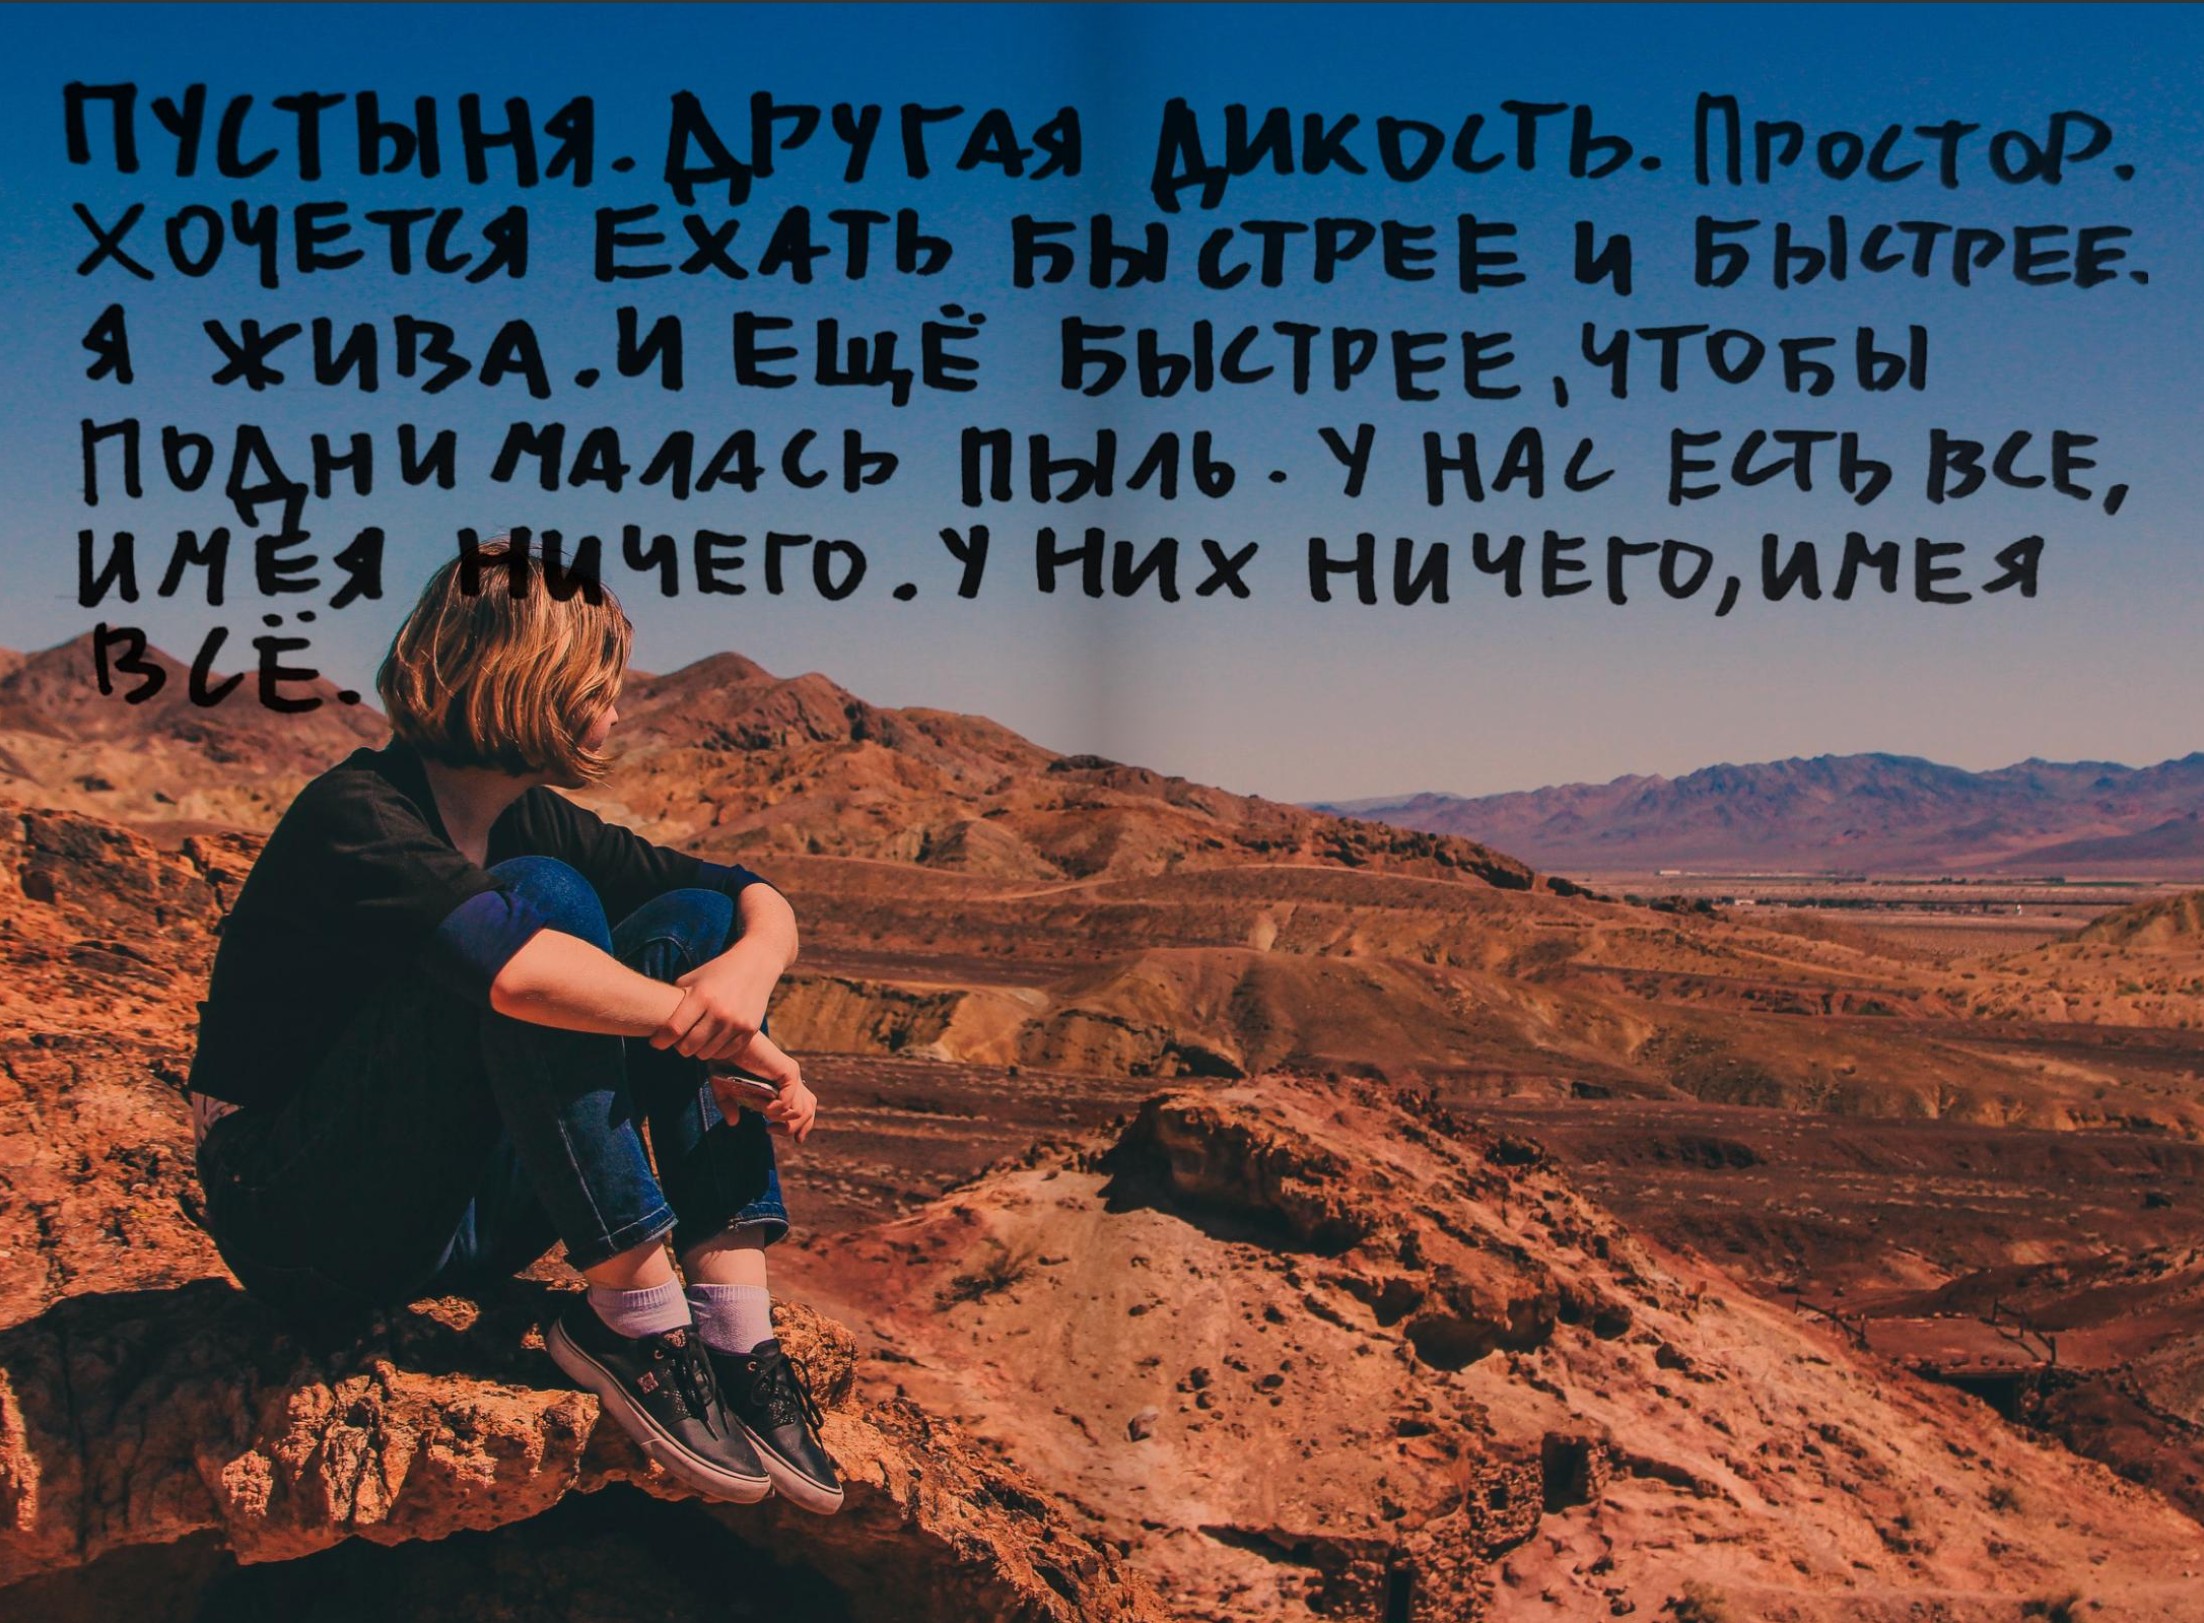 ПУСТЫНЯ. ДРУГАЯ ДИКОСТЬ. ПРОСТОР.
ХОЧЕТСЯ ЕХАТЬ БЫСТРЕЕ И БЫСТРЕЕ.
Я ЖИВА. И ЕЩЁ БЫСТРЕЕ, ЧТОБЫ
ПОДНИМАЛАСЬ ПЫЛЬ. У НАС ЕСТЬ ВСЕ,
ИМЕЯ НИЧЕГО. У НИХ НИЧЕГО, ИМЕЯ
ВСЁ.